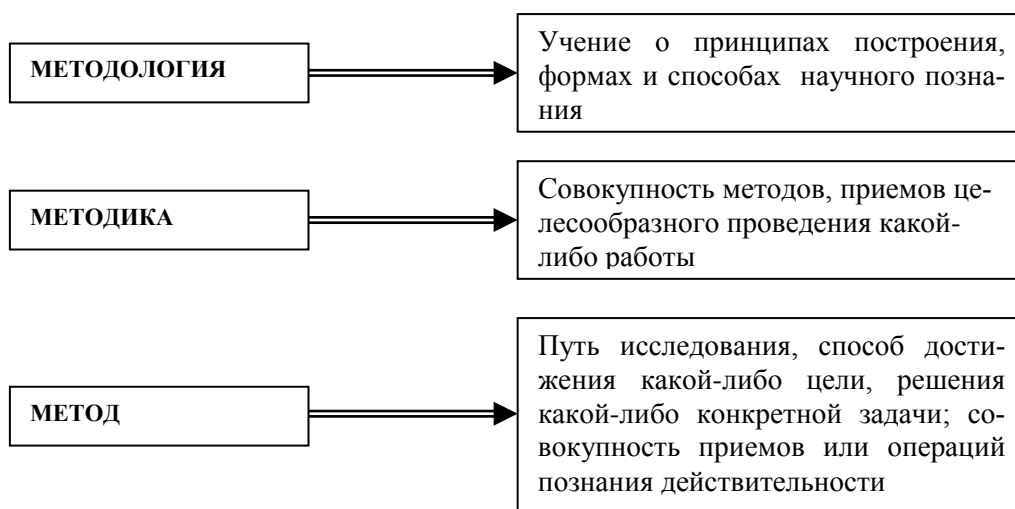 МЕТОДОЛОГИЯ
Учение о принципах построения,
формах и способах научного позна-
ния
МЕТОДИКА
Совокупность методов, приемов це-
лесообразного проведения какой-
либо работы
МЕТОД
Путь исследования, способ дости-
жения какой-либо цели, решения
какой-либо конкретной задачи; со-
вокупность приемов или операций
познания действительности